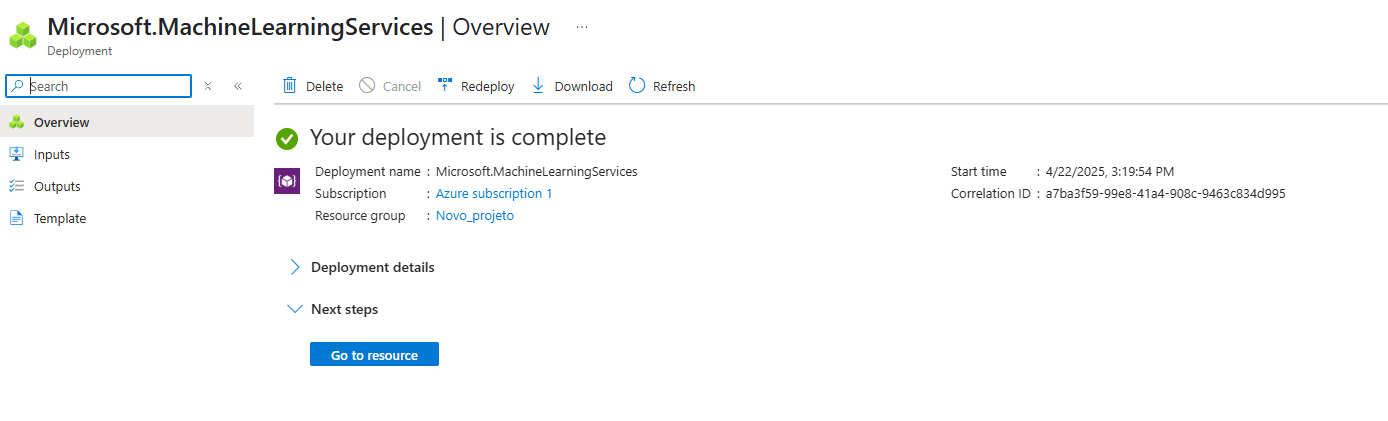 Microsoft.MachineLearningServices | Overview ...
Deployment
Search
Overview
Inputs
Outputs
Template
Delete Cancel Redeploy Download Refresh
Your deployment is complete
Deployment name : Microsoft.MachineLearningServices
Subscription : Azure subscription 1
Resource group : Novo_projeto
Start time : 4/22/2025, 3:19:54 PM
Correlation ID : a7ba3f59-99e8-41a4-908c-9463c834d995
Deployment details
Next steps
Go to resource